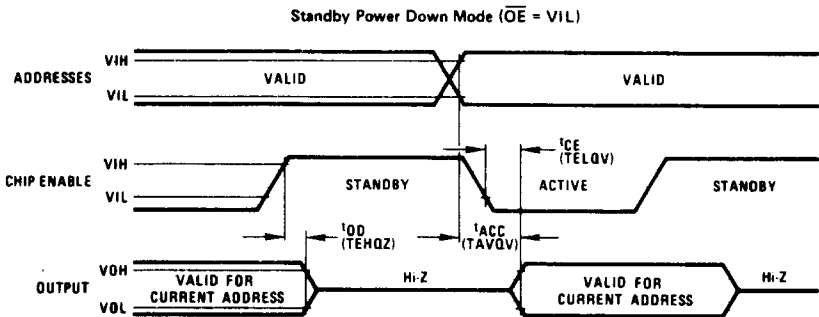 Standby Power Down Mode (OE = VIL)
VIH
ADDRESSES
VALID
VALID
VIL
tCE
(TELQV)
VIH
CHIP ENABLE
STANDBY
ACTIVE
STANDBY
VIL
tOD
(TEHQZ)
tACC
(TAVQV)
VOH
OUTPUT
VALID FOR
CURRENT ADDRESS
Hi-Z
VALID FOR
CURRENT ADDRESS
Hi-Z
VOL